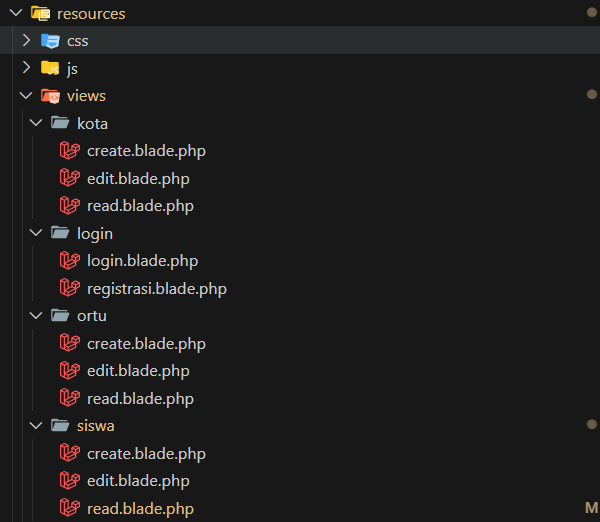 resources
css
js
views
kota
create.blade.php
edit.blade.php
read.blade.php
login
login.blade.php
registrasi.blade.php
ortu
create.blade.php
edit.blade.php
read.blade.php
siswa
create.blade.php
edit.blade.php
read.blade.php M